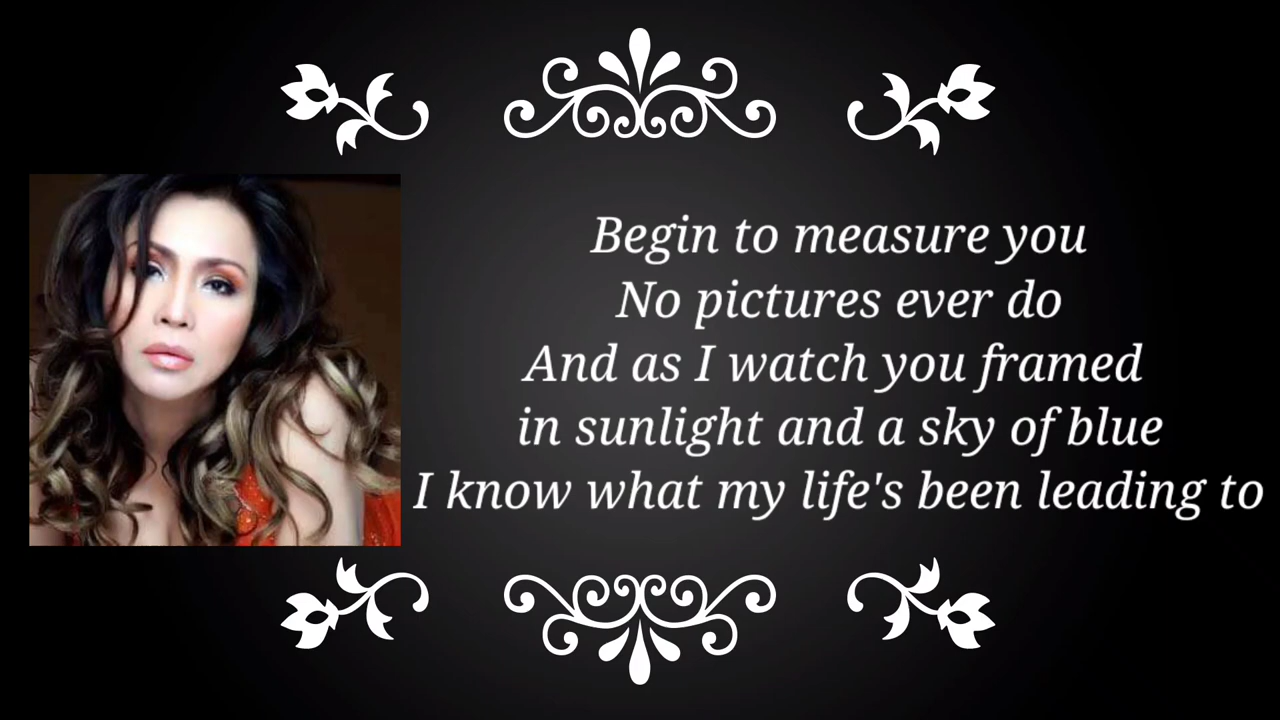 Begin to measure you
No pictures ever do
And as I watch you framed
in sunlight and a sky of blue
I know what my life's been leading to